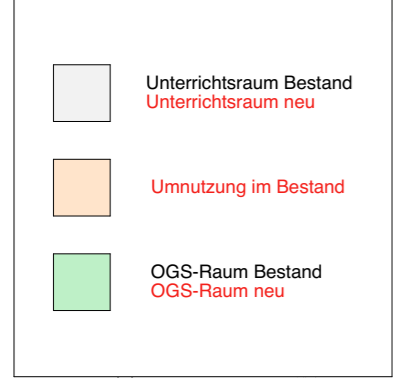 Unterrichtsraum Bestand
Unterrichtsraum neu
Umnutzung im Bestand
OGS-Raum Bestand
OGS-Raum neu